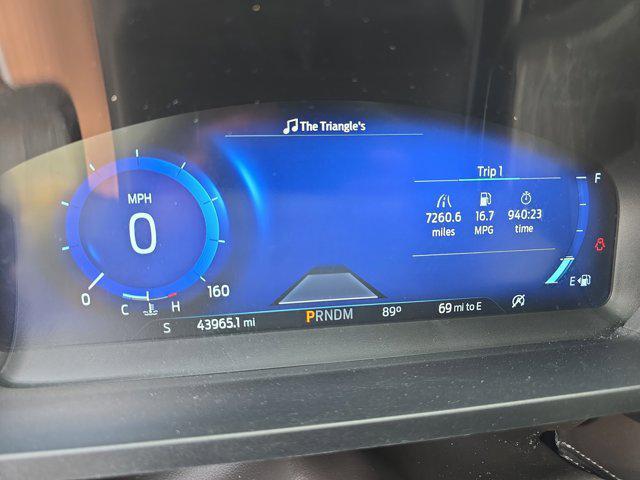 The Triangle's
Trip 1
7260.6 miles
16.7 MPG
940:23 time
MPH
0
0
160
C H
F
E
S 43965.1 mi PRNDM 89° 69 mi to E